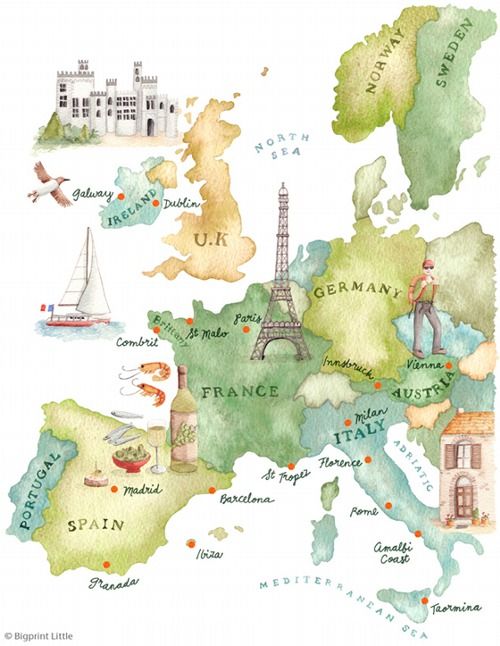 NORWAY
SWEDEN
NORTH
SEA
Galway
IRELAND
Dublin
U.K
GERMANY
Paris
Brittany
St Malo
Combrit
Innsbruck
Vienna
AUSTRIA
FRANCE
Milan
ITALY
ADRIATIC
Florence
St Tropez
PORTUGAL
Madrid
Barcelona
Rome
SPAIN
Amalbi
Coast
Ibiza
Granada
MEDITERRANEAN SEA
Taormina
© Bigprint Little